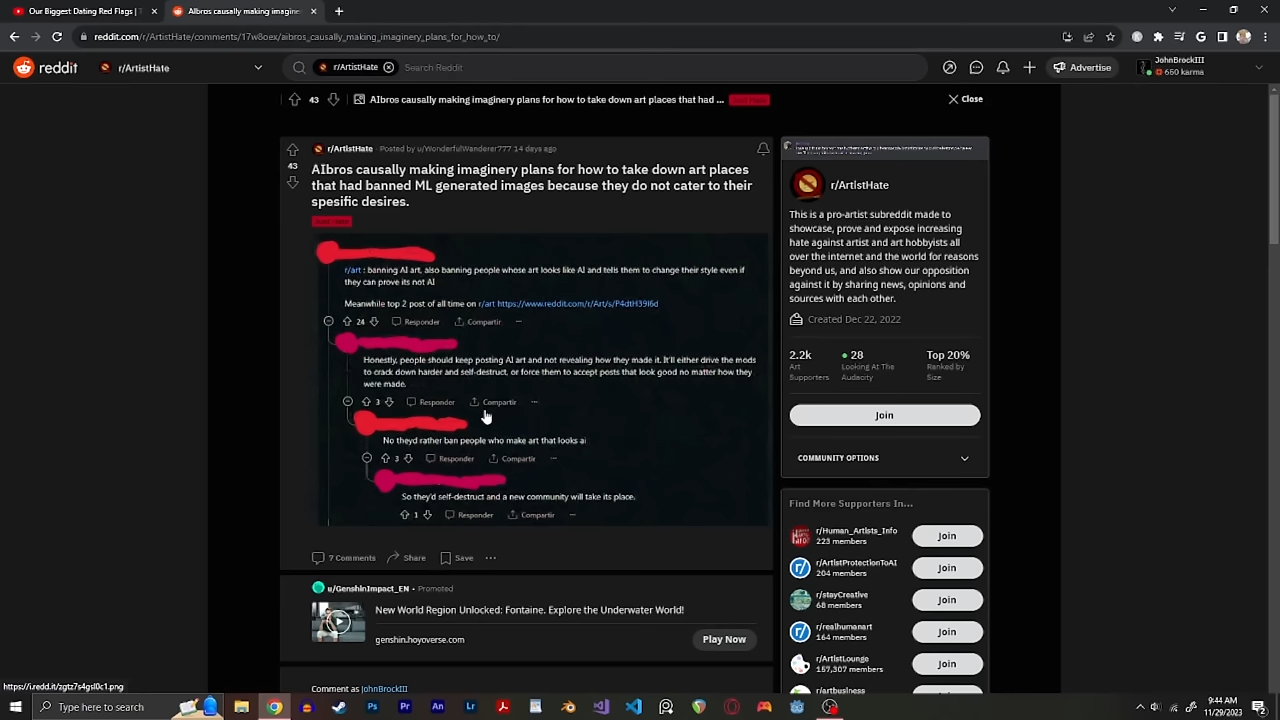 Our Biggest Dating Red Flags | T
AIbros causally making imaginer
reddit.com/r/ArtistHate/comments/17w8oex/aibros_causally_making_imaginery_plans_for_how_to/
reddit
r/ArtistHate
r/ArtistHate
Search Reddit
Advertise
JohnBrockIII
650 karma
43
AIbros causally making imaginery plans for how to take down art places that had ...
Just Hate
Close
43
r/ArtistHate · Posted by u/WonderfulWanderer777 14 days ago
AIbros causally making imaginery plans for how to take down art places
that had banned ML generated images because they do not cater to their
spesific desires.
Just Hate
r/art : banning AI art, also banning people whose art looks like AI and tells them to change their style even if
they can prove its not AI
Meanwhile top 2 post of all time on r/art https://www.reddit.com/r/Art/s/P4dtH39I6d
24
Responder
Compartir
Honestly, people should keep posting AI art and not revealing how they made it. It'll either drive the mods
to crack down harder and self-destruct, or force them to accept posts that look good no matter how they
were made.
3
Responder
Compartir
No theyd rather ban people who make art that looks ai
3
Responder
Compartir
So they'd self-destruct and a new community will take its place.
1
Responder
Compartir
7 Comments
Share
Save
u/GenshinImpact_EN · Promoted
New World Region Unlocked: Fontaine. Explore the Underwater World!
genshin.hoyoverse.com
Play Now
Comment as JohnBrockIII
r/ArtistHate
This is a pro-artist subreddit made to
showcase, prove and expose increasing
hate against artist and art hobbyists all
over the internet and the world for reasons
beyond us, and also show our opposition
against it by sharing news, opinions and
sources with each other.
Created Dec 22, 2022
2.2k
Art
Supporters
28
Looking At The
Audacity
Top 20%
Ranked by
Size
Join
COMMUNITY OPTIONS
Find More Supporters In...
r/Human_Artists_Info
223 members
Join
r/ArtistProtectionToAI
204 members
Join
r/stayCreative
68 members
Join
r/realhumanart
164 members
Join
r/ArtistLounge
157,307 members
Join
r/artbusiness
Join
https://i.redd.it/zgtz7s4gsl0c1.png
Type here to search
9:44 AM
11/29/2023